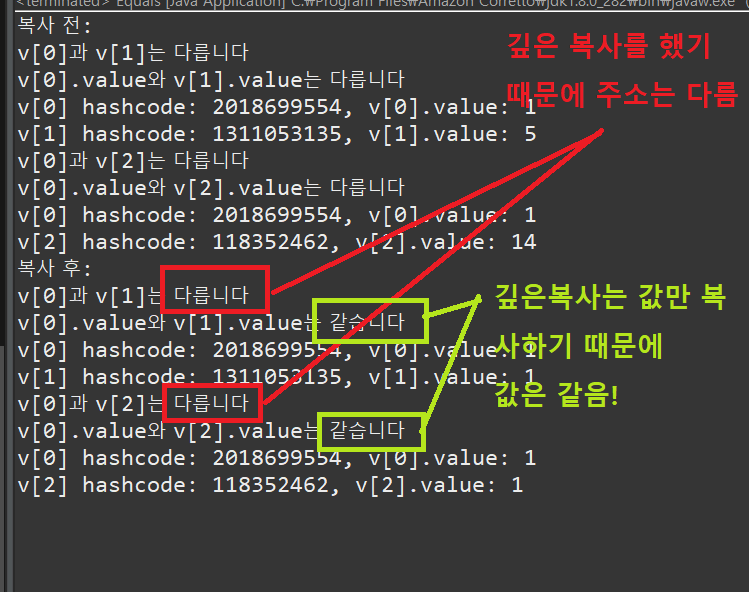 <terminated> Equals [Java Application] C:₩Program Files₩Amazon Corretto₩jdk1.8.0_282₩bin₩javaw.exe
복사 전:
v[0]과 v[1]는 다릅니다
v[0].value와 v[1].value는 다릅니다
v[0] hashcode: 2018699554, v[0].value: 1
v[1] hashcode: 1311053135, v[1].value: 5
v[0]과 v[2]는 다릅니다
v[0].value와 v[2].value는 다릅니다
v[0] hashcode: 2018699554, v[0].value: 1
v[2] hashcode: 118352462, v[2].value: 14
복사 후:
v[0]과 v[1]는 다릅니다
v[0].value와 v[1].value는 같습니다
v[0] hashcode: 2018699554, v[0].value: 1
v[1] hashcode: 1311053135, v[1].value: 1
v[0]과 v[2]는 다릅니다
v[0].value와 v[2].value는 같습니다
v[0] hashcode: 2018699554, v[0].value: 1
v[2] hashcode: 118352462, v[2].value: 1
깊은 복사를 했기
때문에 주소는 다름
깊은복사는 값만 복
사하기 때문에
값은 같음!